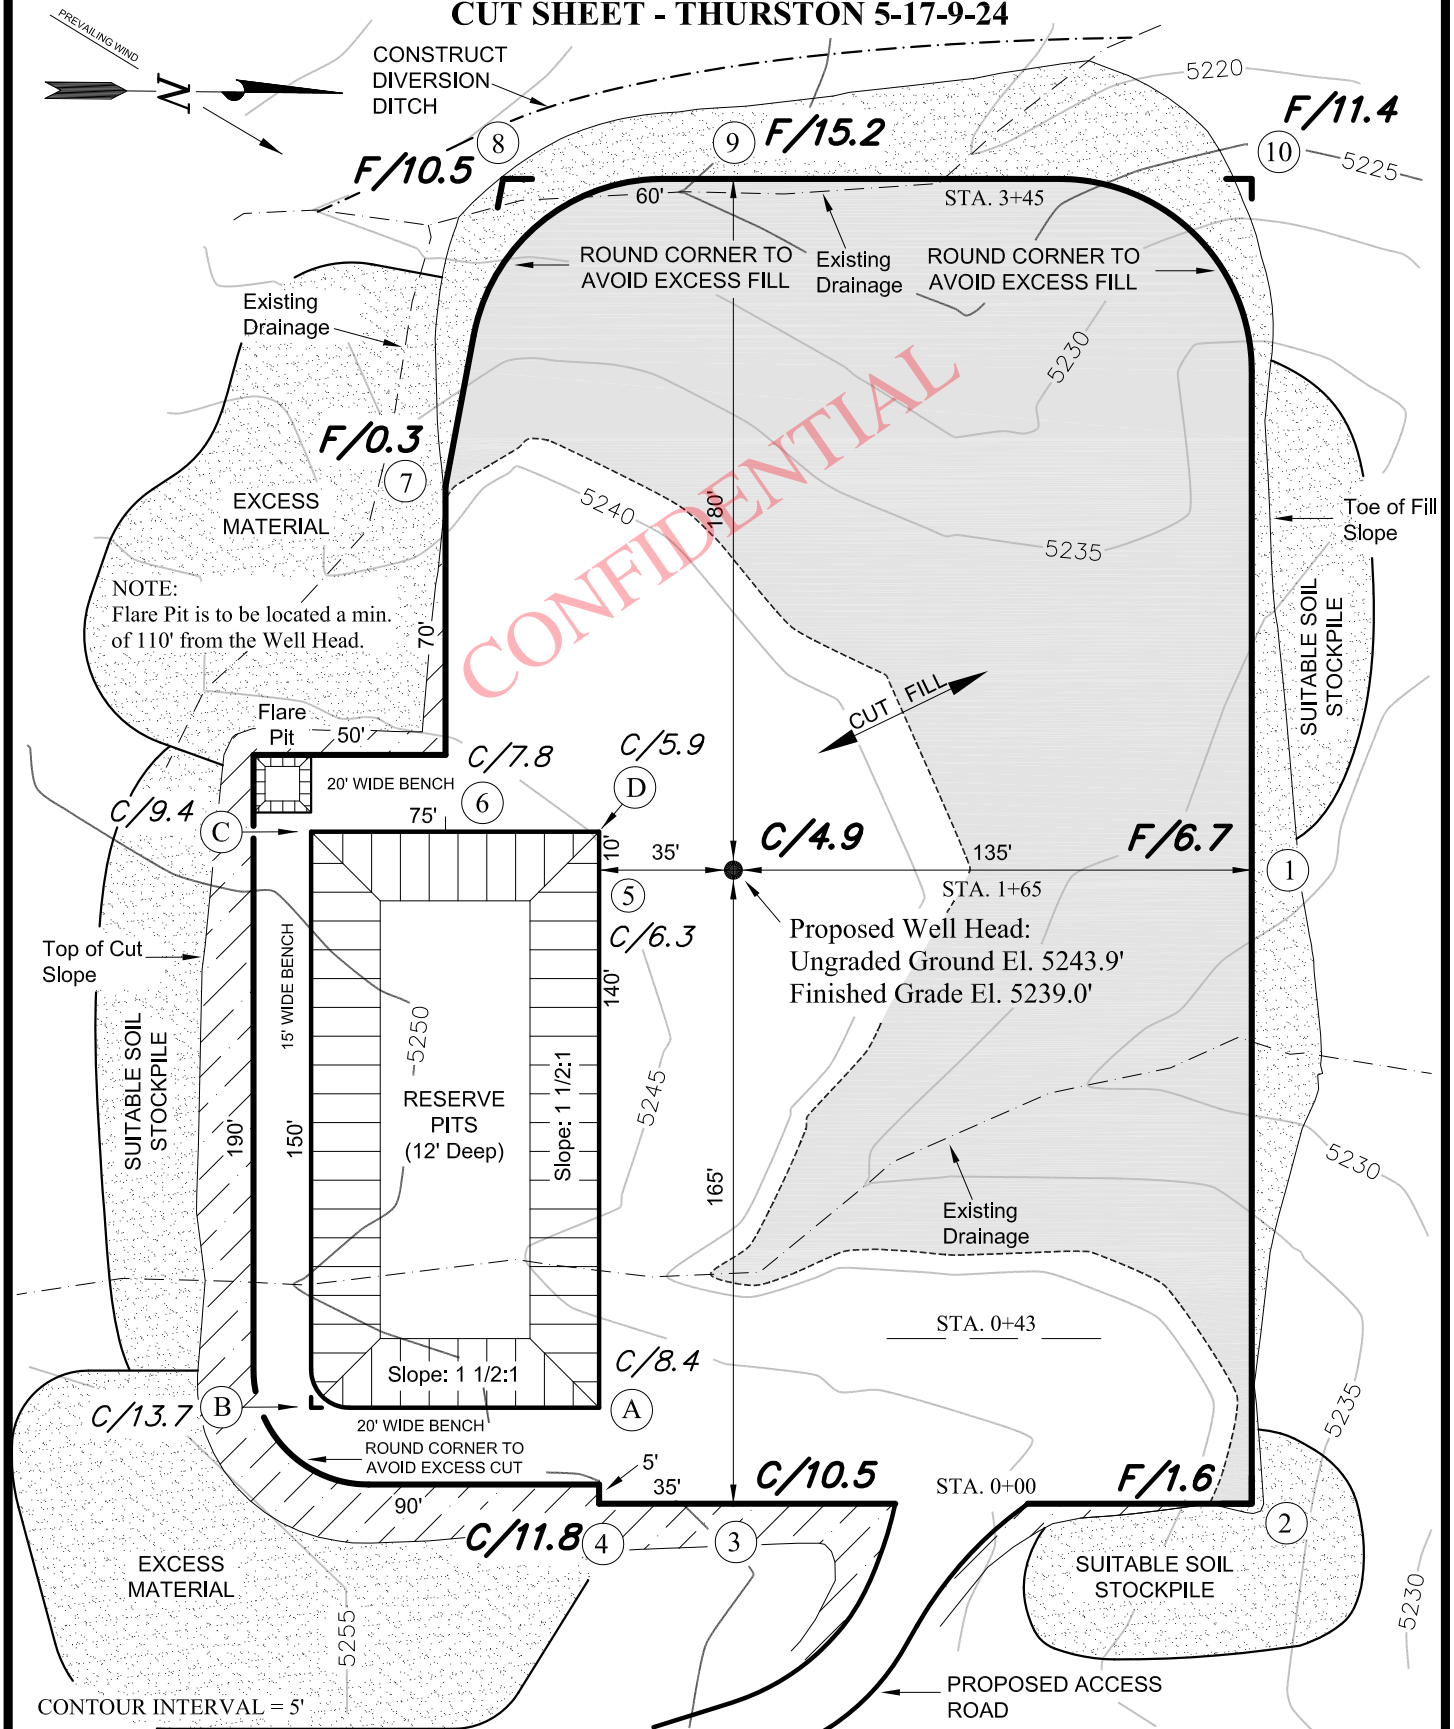 CUT SHEET - THURSTON 5-17-9-24
PREVAILING WIND
N
CONSTRUCT
DIVERSION
DITCH
5220
F/11.4
8
9
F/15.2
10
F/10.5
5225
60'
STA. 3+45
ROUND CORNER TO
AVOID EXCESS FILL
Existing
Drainage
ROUND CORNER TO
AVOID EXCESS FILL
Existing
Drainage
5230
CONFIDENTIAL
F/0.3
7
EXCESS
MATERIAL
5240
180'
5235
Toe of Fill
Slope
NOTE:
Flare Pit is to be located a min.
of 110' from the Well Head.
70'
SUITABLE SOIL
STOCKPILE
CUT
FILL
Flare
Pit
50'
C/7.8
C/5.9
20' WIDE BENCH
6
D
C/9.4
C
75'
10'
35'
C/4.9
135'
F/6.7
1
5
STA. 1+65
C/6.3
Proposed Well Head:
Ungraded Ground El. 5243.9'
Finished Grade El. 5239.0'
Top of Cut
Slope
15' WIDE BENCH
140'
5250
SUITABLE SOIL
STOCKPILE
190'
150'
RESERVE
PITS
(12' Deep)
Slope: 1 1/2:1
5245
165'
5230
Existing
Drainage
STA. 0+43
C/8.4
Slope: 1 1/2:1
5235
C/13.7
B
A
20' WIDE BENCH
ROUND CORNER TO
AVOID EXCESS CUT
5'
35'
C/10.5
STA. 0+00
F/1.6
90'
C/11.8
4
3
2
EXCESS
MATERIAL
SUITABLE SOIL
STOCKPILE
5255
5230
PROPOSED ACCESS
ROAD
CONTOUR INTERVAL = 5'